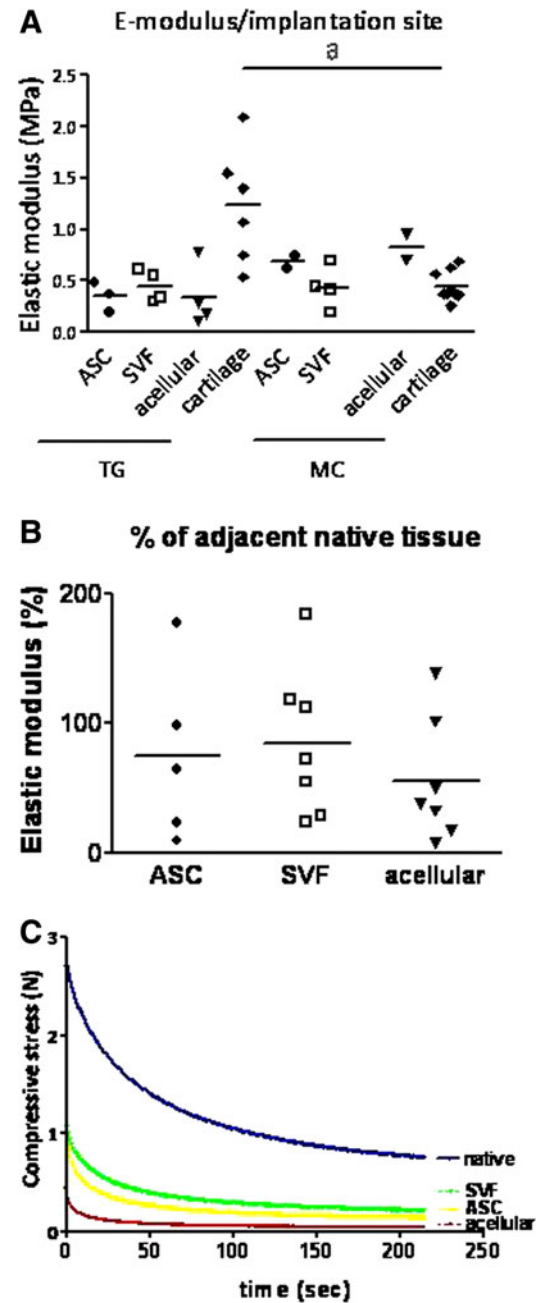 A
E-modulus/implantation site
a
Elastic modulus (MPa)
2.5
2.0
1.5
1.0
0.5
0.0
ASC
SVF
acellular
cartilage
ASC
SVF
acellular
cartilage
TG
MC
B
% of adjacent native tissue
Elastic modulus (%)
200
100
0
ASC
SVF
acellular
C
Compressive stress (N)
3
2
1
0
native
SVF
ASC
acellular
0
50
100
150
200
250
time (sec)